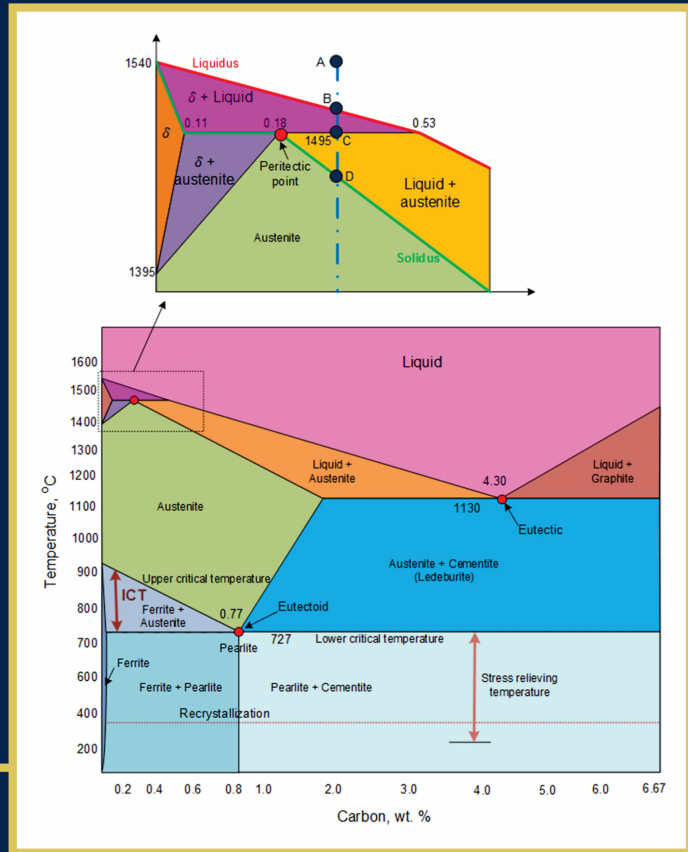 A
1540
Liquidus
δ + Liquid
B
0.11
0.18
0.53
δ
1495
C
δ +
austenite
Peritectic
point
D
Liquid +
austenite
Austenite
Solidus
1395
1600
Liquid
1500
1400
1300
1200
1100
1000
900
800
700
600
400
200
Temperature, °C
Liquid +
Austenite
4.30
Liquid +
Graphite
1130
Eutectic
Austenite
Austenite + Cementite
(Ledeburite)
Upper critical temperature
ICT
Ferrite +
Austenite
0.77
Eutectoid
727
Lower critical temperature
Pearlite
Ferrite
Ferrite + Pearlite
Pearlite + Cementite
Stress relieving
temperature
Recrystallization
0.2 0.4 0.6 0.8 1.0 2.0 3.0 4.0 5.0 6.0 6.67
Carbon, wt. %